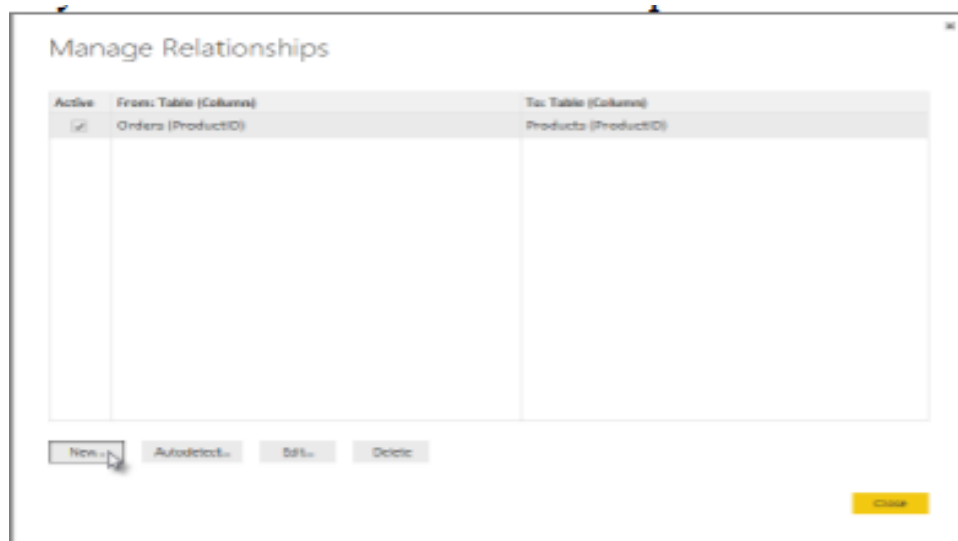 Manage Relationships
Active From: Table (Column) To: Table (Column)
Orders (ProductID) Products (ProductID)
New... Autodetect... Edit... Delete
Close